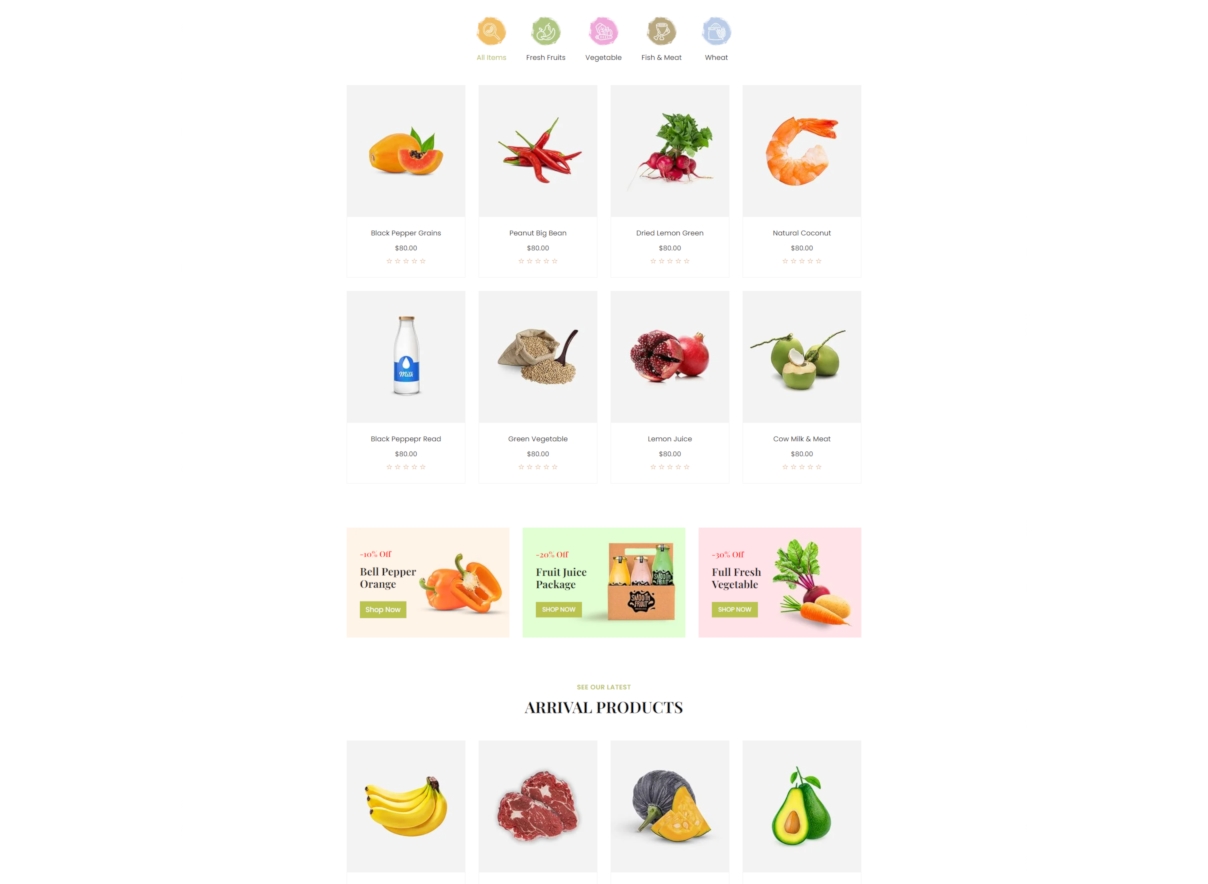 All Items Fresh Fruits Vegetable Fish & Meat Wheat
Black Pepper Grains Peanut Big Bean Dried Lemon Green Natural Coconut
$80.00 $80.00 $80.00 $80.00
Milk
Black Peppepr Read Green Vegetable Lemon Juice Cow Milk & Meat
$80.00 $80.00 $80.00 $80.00
-10% Off
Bell Pepper
Orange
Shop Now
-20% Off
Fruit Juice
Package
SHOP NOW
SMOOTH
FRUIT
-30% Off
Full Fresh
Vegetable
SHOP NOW
SEE OUR LATEST
ARRIVAL PRODUCTS